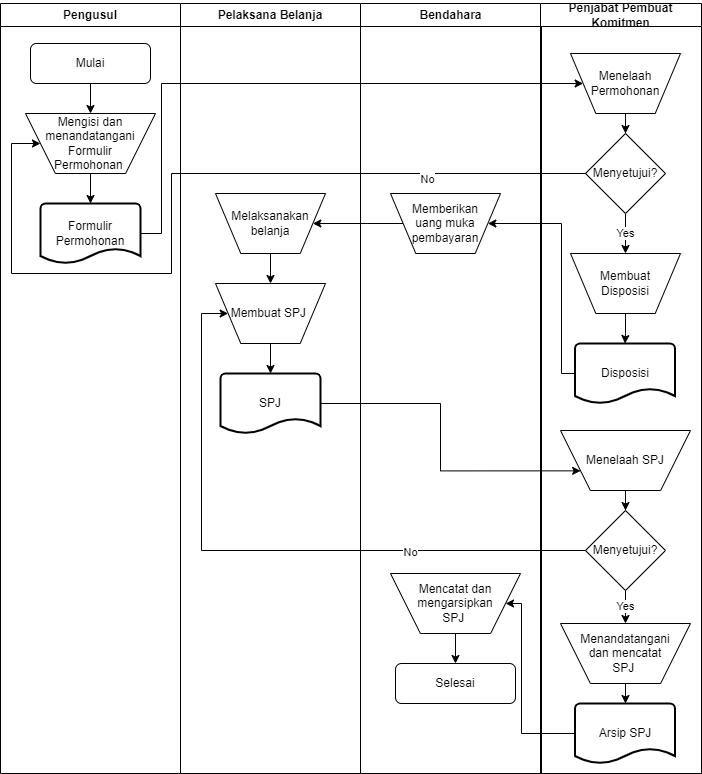 Pengusul
Pelaksana Belanja
Bendahara
Penjabat Pembuat
Komitmen
Mulai
Mengisi dan
menandatangani
Formulir
Permohonan
Formulir
Permohonan
Menelaah
Permohonan
Menyetujui?
No
Yes
Membuat
Disposisi
Disposisi
Memberikan
uang muka
pembayaran
Melaksanakan
belanja
Membuat SPJ
SPJ
Menelaah SPJ
Menyetujui?
No
Yes
Menandatangani
dan mencatat
SPJ
Arsip SPJ
Mencatat dan
mengarsipkan
SPJ
Selesai